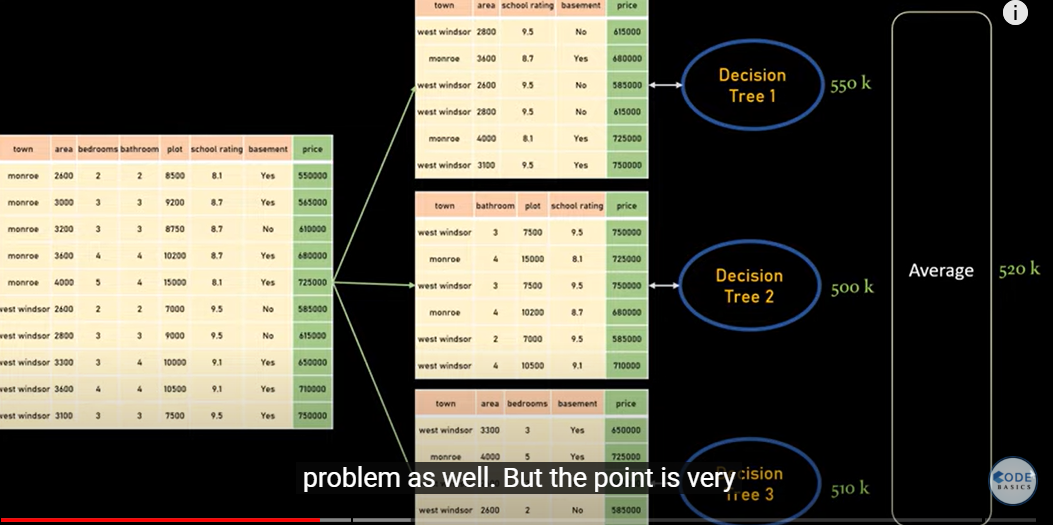 town area bedrooms bathroom plot school rating basement price
monroe 2600 2 2 8500 8.1 Yes 550000
monroe 3000 3 3 9200 8.7 Yes 565000
monroe 3200 3 3 8750 8.7 No 610000
monroe 3600 4 4 10200 8.7 Yes 680000
monroe 4000 5 4 15000 8.1 Yes 725000
west windsor 2600 2 2 7000 9.5 No 585000
west windsor 2800 3 3 9000 9.5 No 615000
west windsor 3300 3 4 10000 9.1 Yes 650000
west windsor 3600 4 4 10500 9.1 Yes 710000
west windsor 3100 3 3 7500 9.5 Yes 750000
town area school rating basement price
west windsor 2800 9.5 No 615000
monroe 3600 8.7 Yes 680000
west windsor 2600 9.5 No 585000
west windsor 2800 9.5 No 615000
monroe 4000 8.1 Yes 725000
west windsor 3100 9.5 Yes 750000
Decision
Tree 1
550 k
town bathroom plot school rating price
west windsor 3 7500 9.5 750000
monroe 4 15000 8.1 725000
west windsor 3 7500 9.5 750000
monroe 4 10200 8.7 680000
west windsor 2 7000 9.5 585000
west windsor 4 10500 9.1 710000
Decision
Tree 2
500 k
town area bedrooms basement price
west windsor 3300 3 Yes 650000
monroe 4000 5 Yes 725000
west windsor 2600 2 No 585000
Decision
Tree 3
510 k
Average
520 k
problem as well. But the point is very
CODE
BASICS
i